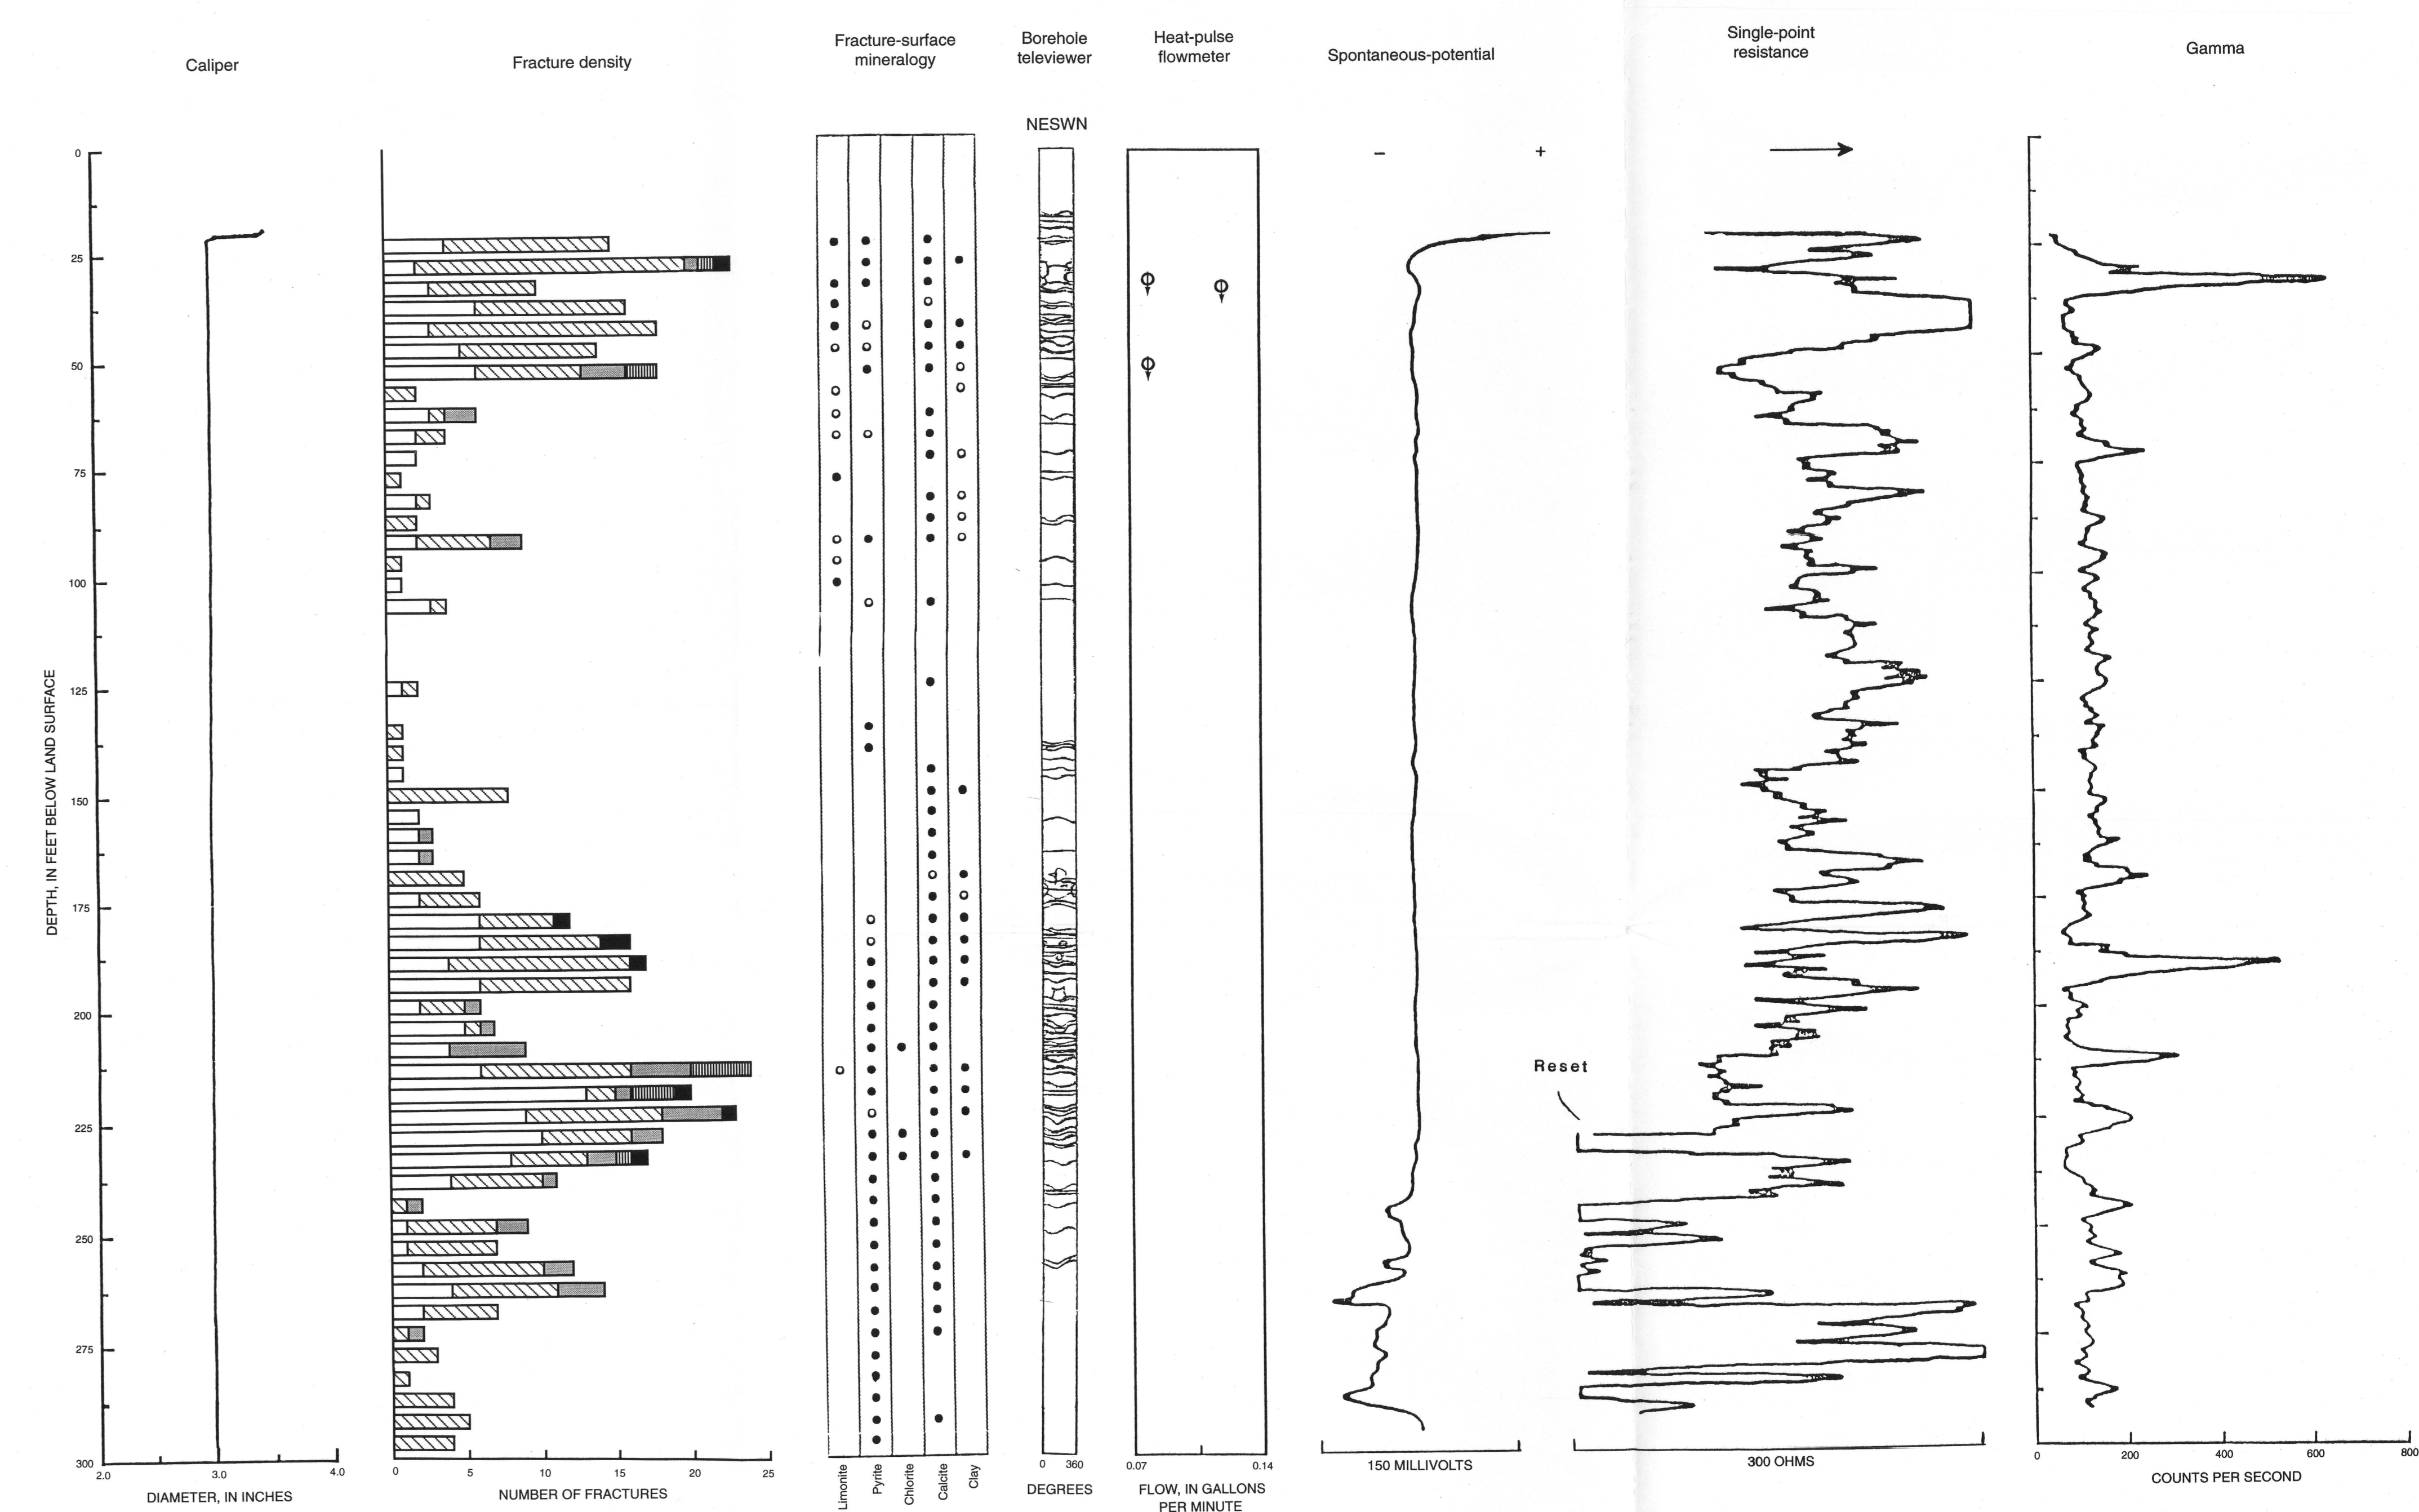 Caliper
Fracture density
Fracture-surface
mineralogy
Borehole
televiewer
Heat-pulse
flowmeter
Spontaneous-potential
Single-point
resistance
Gamma
NESWN
– +
DEPTH, IN FEET BELOW LAND SURFACE
0
25
50
75
100
125
150
175
200
225
250
275
300
Reset
2.0 3.0 4.0
DIAMETER, IN INCHES
0 5 10 15 20 25
NUMBER OF FRACTURES
Limonite
Pyrite
Chlorite
Calcite
Clay
0 360
DEGREES
0.07 0.14
FLOW, IN GALLONS
PER MINUTE
150 MILLIVOLTS
300 OHMS
0 200 400 600 800
COUNTS PER SECOND